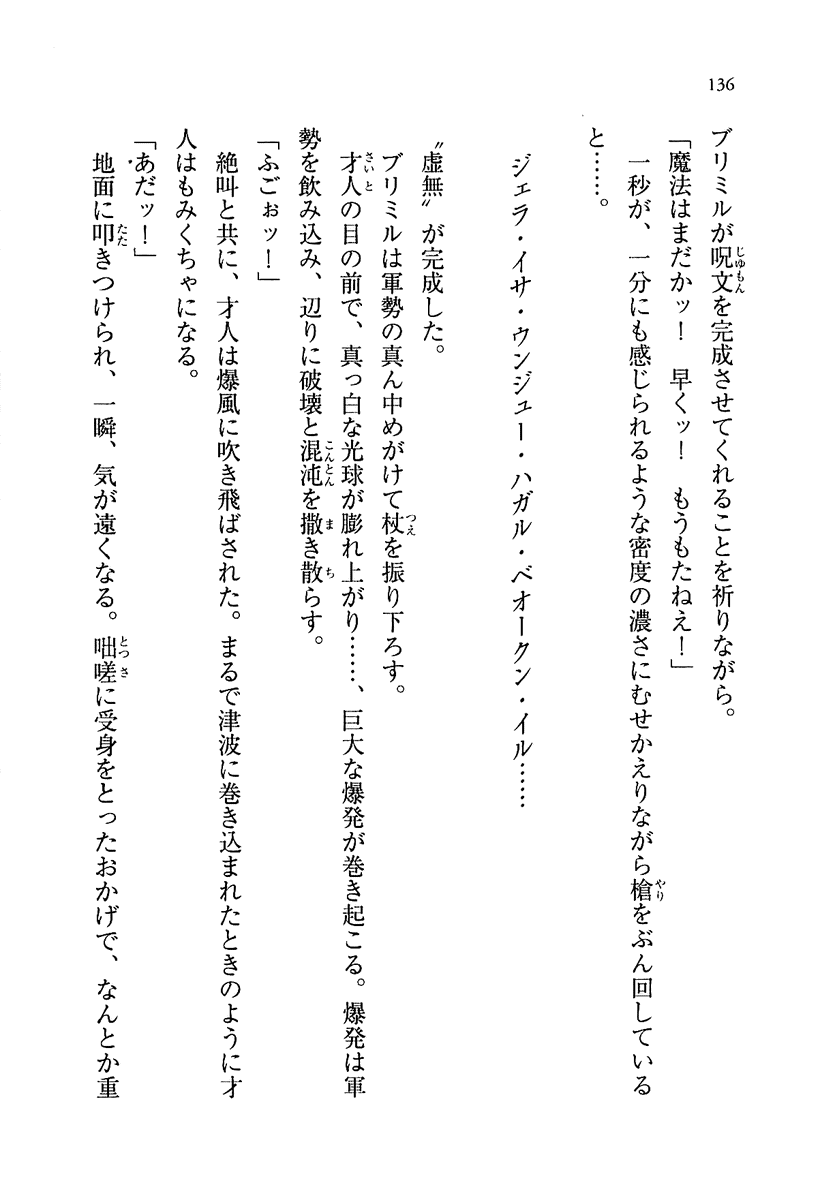 136
ブリミルが呪文を完成させてくれることを祈りながら。
「魔法はまだかッ！　早くッ！　もうもたねえ！」
　一秒が、一分にも感じられるような密度の濃さにむせかえりながら槍をぶん回している
と……。
ジェラ・イサ・ウンジュー・ハガル・ベオークン・イル……
〝虚無〟が完成した。
　ブリミルは軍勢の真ん中めがけて杖を振り下ろす。
　才人の目の前で、真っ白な光球が膨れ上がり……、巨大な爆発が巻き起こる。爆発は軍
勢を飲み込み、辺りに破壊と混沌を撒き散らす。
「ふごぉッ！」
　絶叫と共に、才人は爆風に吹き飛ばされた。まるで津波に巻き込まれたときのように才
人はもみくちゃになる。
「あだッ！」
　地面に叩きつけられ、一瞬、気が遠くなる。咄嗟に受身をとったおかげで、なんとか重